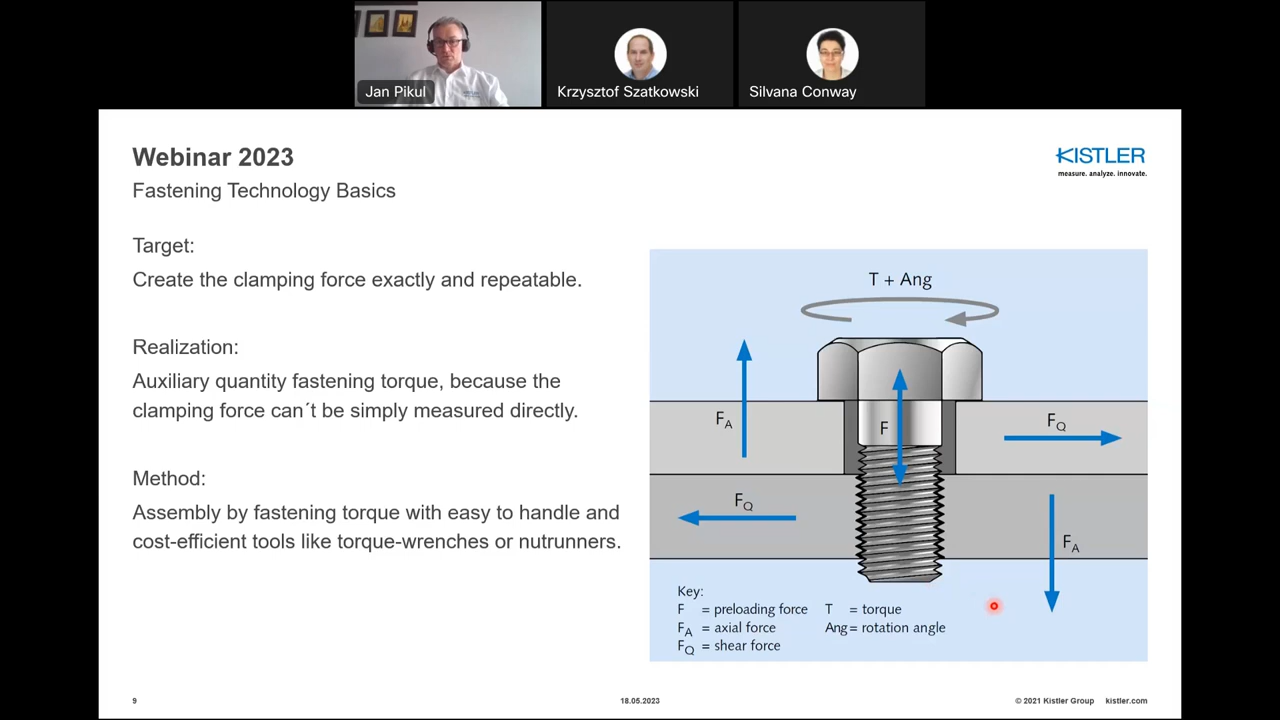 Jan Pikul
Krzysztof Szatkowski
Silvana Conway
Webinar 2023
KISTLER
measure. analyze. innovate.
Fastening Technology Basics
Target:
Create the clamping force exactly and repeatable.
Realization:
Auxiliary quantity fastening torque, because the
clamping force can´t be simply measured directly.
Method:
Assembly by fastening torque with easy to handle and
cost-efficient tools like torque-wrenches or nutrunners.
T + Ang
FA
F
FQ
FQ
FA
Key:
F = preloading force T = torque
FA = axial force Ang= rotation angle
FQ = shear force
9
18.05.2023
© 2021 Kistler Group kistler.com